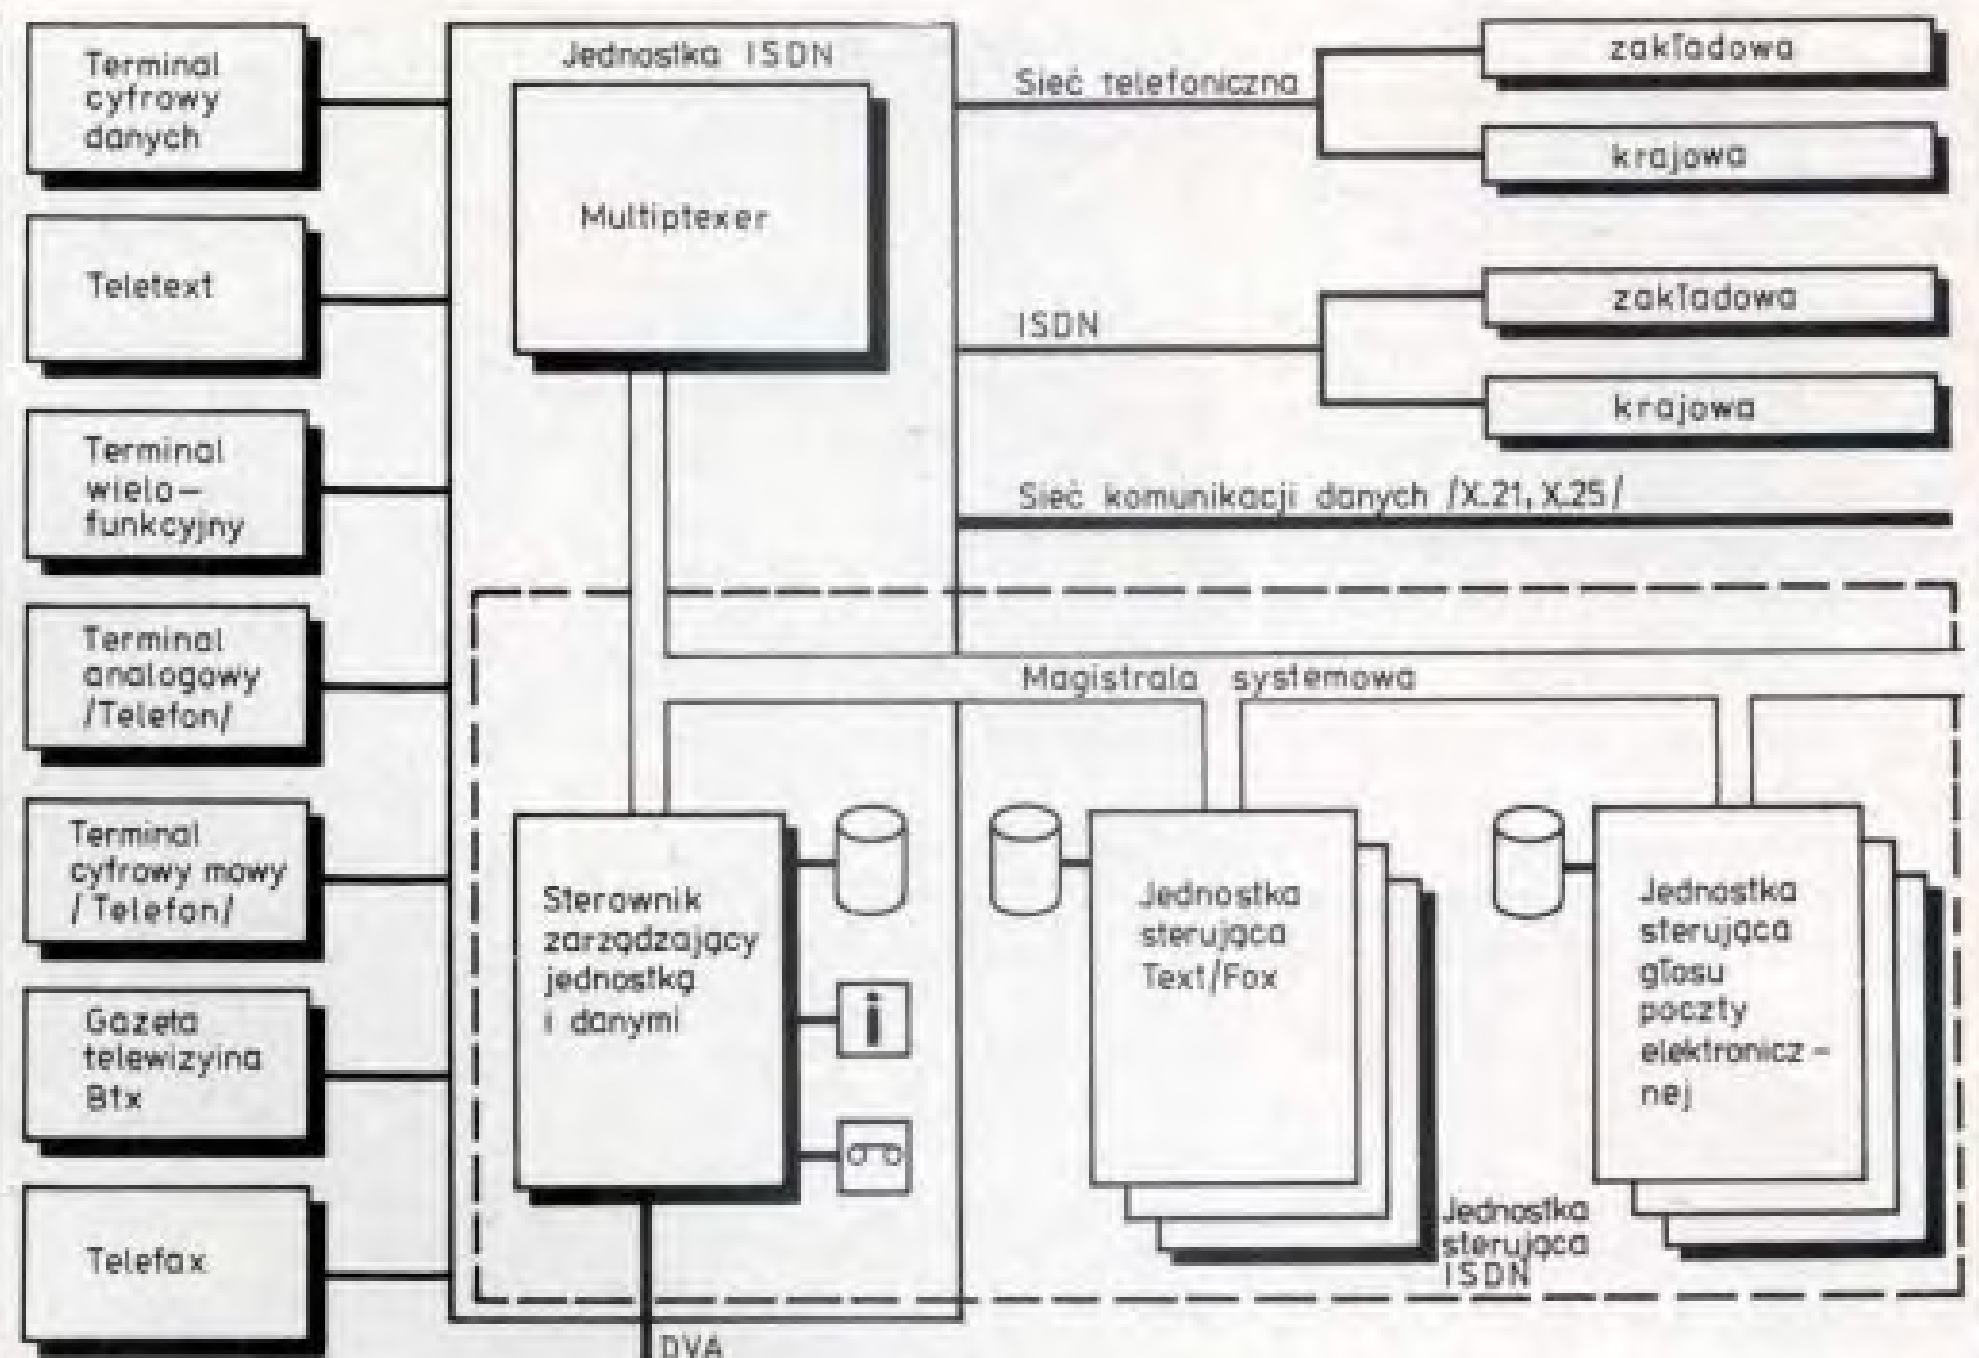 Terminal
cyfrowy
danych
Teletext
Terminal
wielo–
funkcyjny
Terminal
analogowy
/Telefon/
Terminal
cyfrowy mowy
/Telefon/
Gazeta
telewizyina
Btx
Telefax
Jednostka ISDN
Multiptexer
Sterownik
zarządzający
jednostką
i danymi
i
DVA
Sieć telefoniczna
zakładowa
krajowa
ISDN
zakładowa
krajowa
Sieć komunikacji danych /X.21, X.25/
Magistrala systemowa
Jednostka
sterująca
Text/Fax
Jednostka
sterująca
głosu
poczty
elektronicz –
nej
Jednostka
sterująca
ISDN